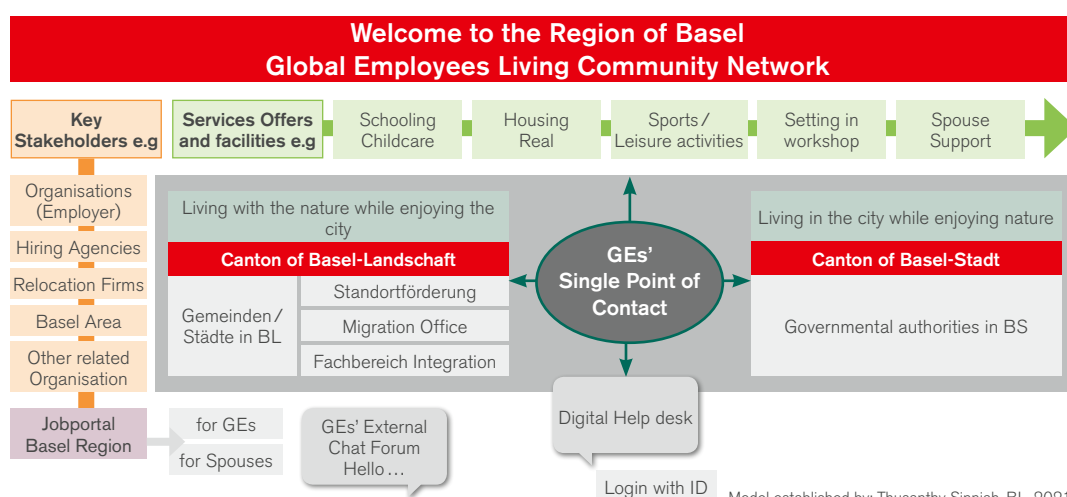 Welcome to the Region of Basel
Global Employees Living Community Network
Key
Stakeholders e.g
Services Offers
and facilities e.g
Schooling
Childcare
Housing
Real
Sports/
Leisure activities
Setting in
workshop
Spouse
Support
Organisations
(Employer)
Hiring Agencies
Relocation Firms
Basel Area
Other related
Organisation
Living with the nature while enjoying the
city
Canton of Basel-Landschaft
Gemeinden/
Städte in BL
Standortförderung
Migration Office
Fachbereich Integration
GEs'
Single Point of
Contact
Living in the city while enjoying nature
Canton of Basel-Stadt
Governmental authorities in BS
Jobportal
Basel Region
for GEs
for Spouses
GEs' External
Chat Forum
Hello ...
Digital Help desk
Login with ID
Model established by: Thusanthy Sinniah, BL, 2021